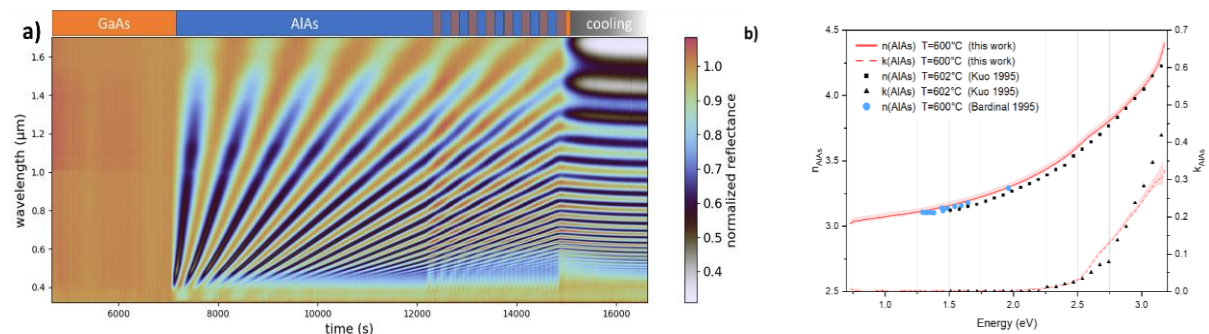 GaAs AlAs cooling
a)
1.6
1.4
1.2
1.0
0.8
0.6
0.4
wavelength (μm)
6000 8000 10000 12000 14000 16000
time (s)
1.0
0.9
0.8
0.7
0.6
0.5
0.4
normalized reflectance
b)
4.5
4.0
3.5
3.0
2.5
nAlAs
n(AlAs) T=600°C (this work)
k(AlAs) T=600°C (this work)
n(AlAs) T=602°C (Kuo 1995)
k(AlAs) T=602°C (Kuo 1995)
n(AlAs) T=600°C (Bardinal 1995)
0.7
0.6
0.5
0.4
0.3
0.2
0.1
0.0
kAlAs
1.0 1.5 2.0 2.5 3.0
Energy (eV)